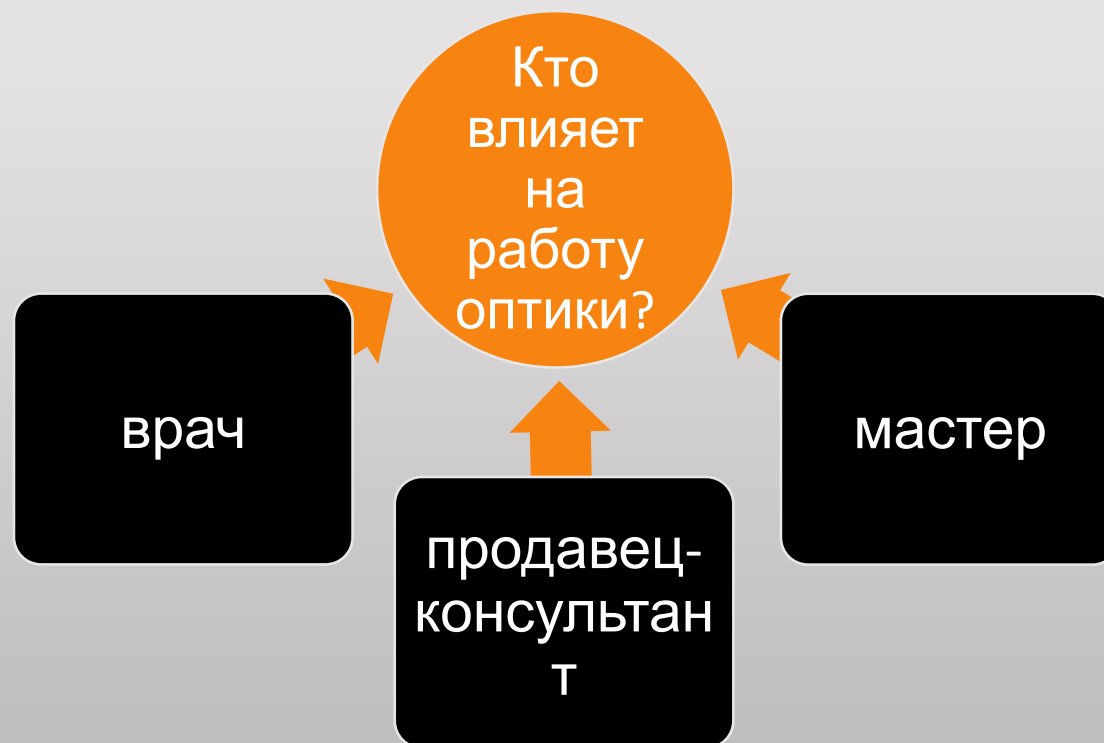 Кто
влияет
на
работу
оптики?
врач
мастер
продавец-
консультан
т